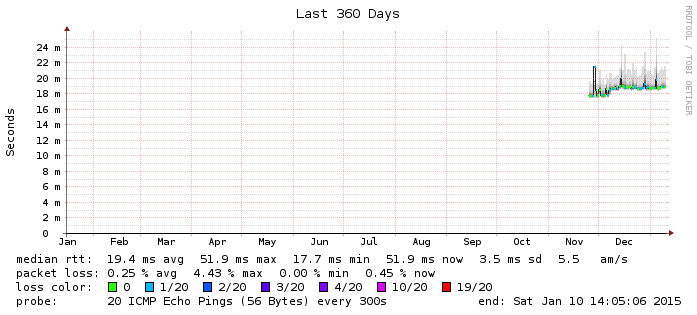 Last 360 Days
RRDTOOL / TOBI OETIKER
Seconds
24 m
22 m
20 m
18 m
16 m
14 m
12 m
10 m
8 m
6 m
4 m
2 m
0
Jan Feb Mar Apr May Jun Jul Aug Sep Oct Nov Dec
median rtt: 19.4 ms avg 51.9 ms max 17.7 ms min 51.9 ms now 3.5 ms sd 5.5 am/s
packet loss: 0.25 % avg 4.43 % max 0.00 % min 0.45 % now
loss color: 0 1/20 2/20 3/20 4/20 10/20 19/20
probe: 20 ICMP Echo Pings (56 Bytes) every 300s end: Sat Jan 10 14:05:06 2015